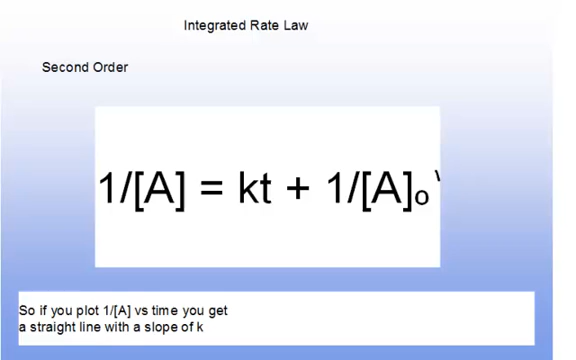 Integrated Rate Law
Second Order
1/[A] = kt + 1/[A]o
So if you plot 1/[A] vs time you get
a straight line with a slope of k